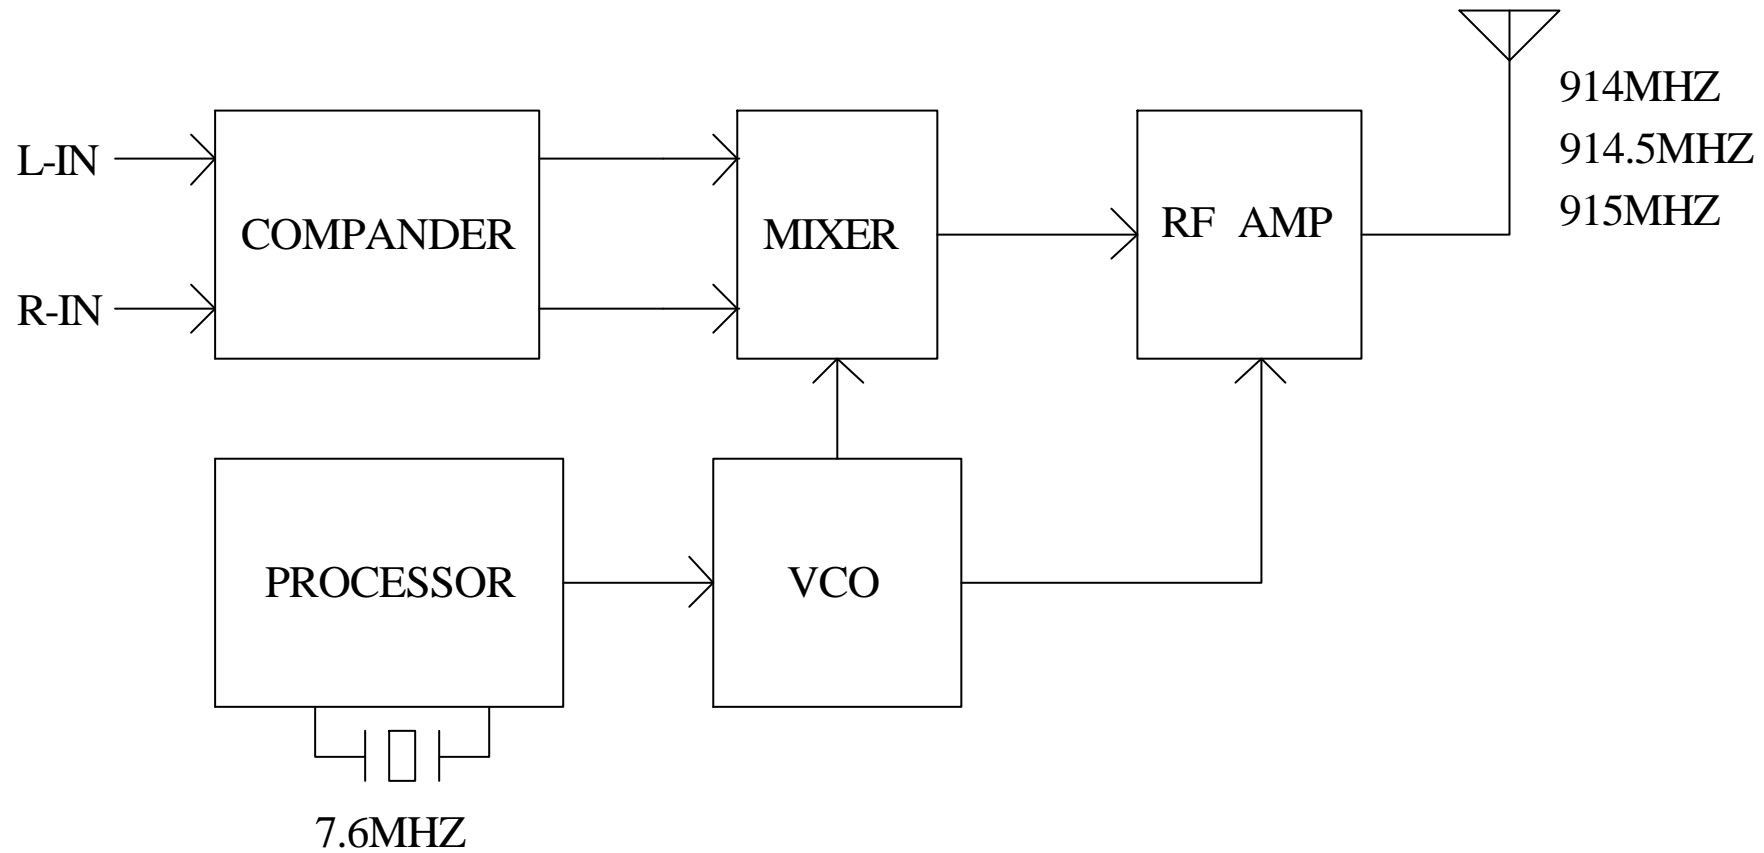 914MHZ
914.5MHZ
915MHZ
L-IN
R-IN
COMPANDER
MIXER
RF AMP
PROCESSOR
VCO
7.6MHZ